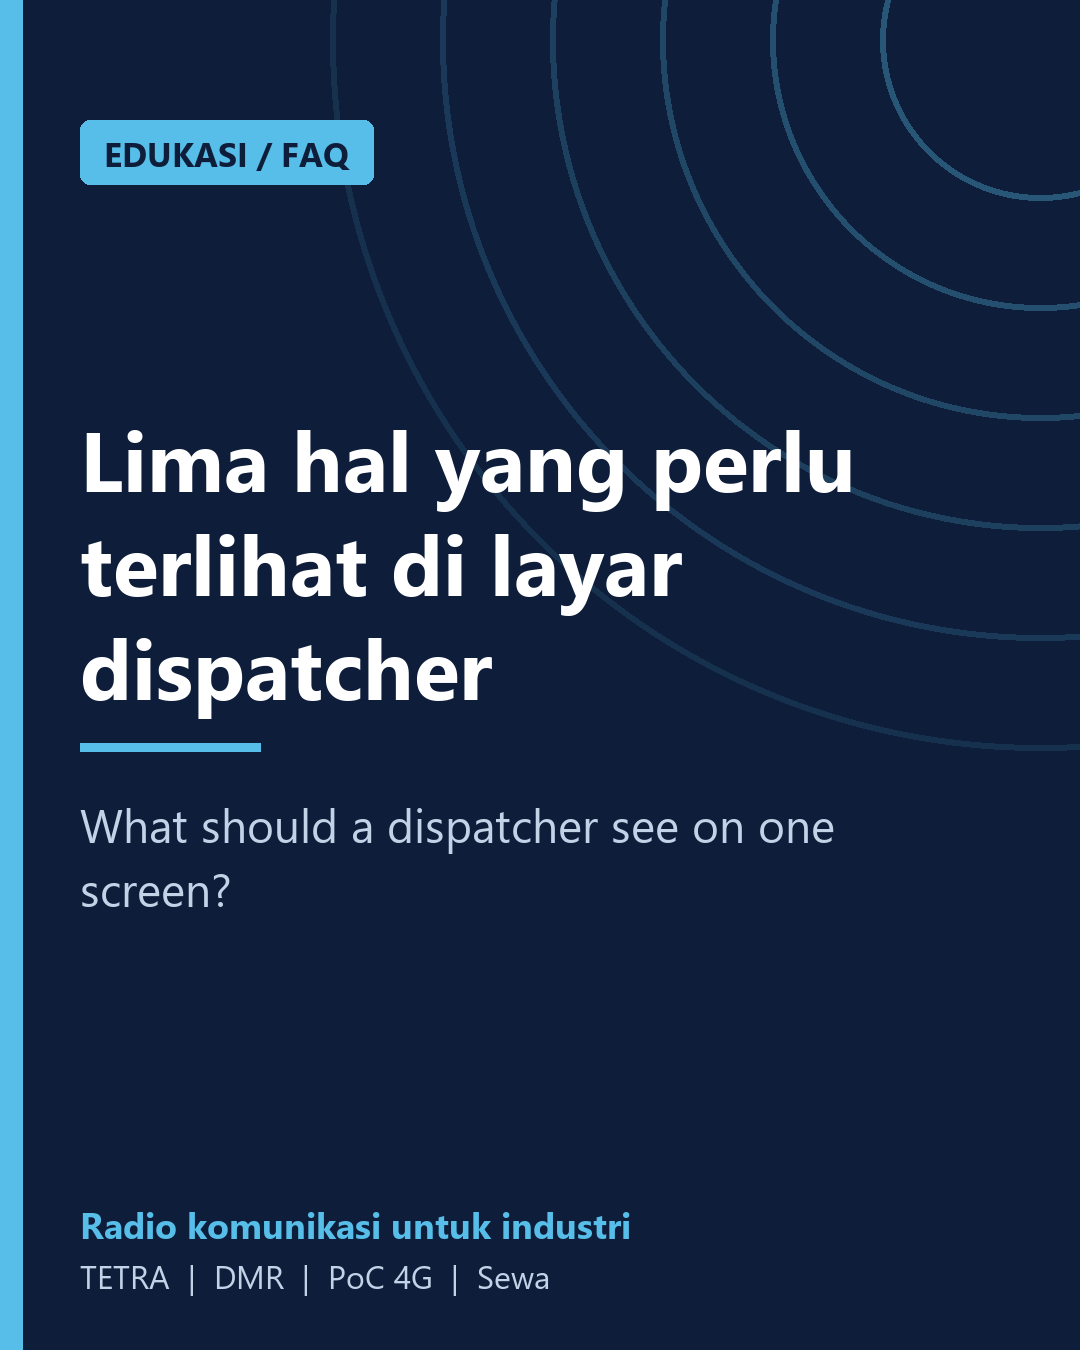 EDUKASI / FAQ
Lima hal yang perlu
terlihat di layar
dispatcher
What should a dispatcher see on one
screen?
Radio komunikasi untuk industri
TETRA | DMR | PoC 4G | Sewa